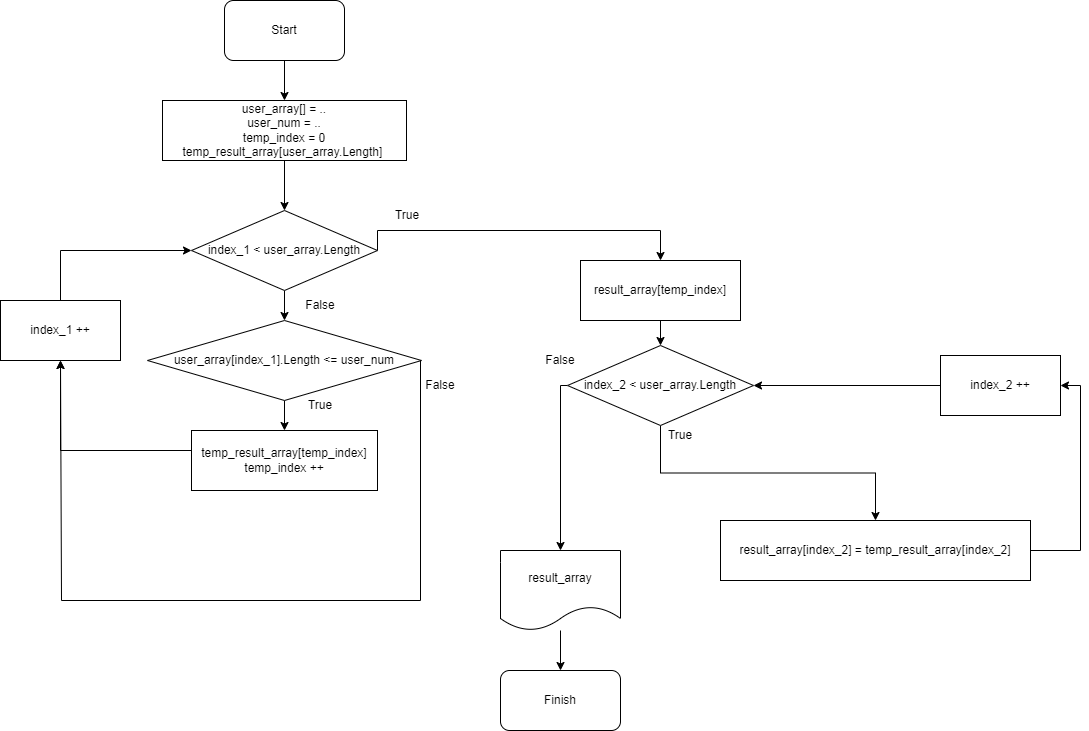 Start
user_array[] = ..
user_num = ..
temp_index = 0
temp_result_array[user_array.Length]
index_1 < user_array.Length
True
False
index_1 ++
user_array[index_1].Length <= user_num
False
True
temp_result_array[temp_index]
temp_index ++
result_array[temp_index]
index_2 < user_array.Length
False
True
index_2 ++
result_array[index_2] = temp_result_array[index_2]
result_array
Finish